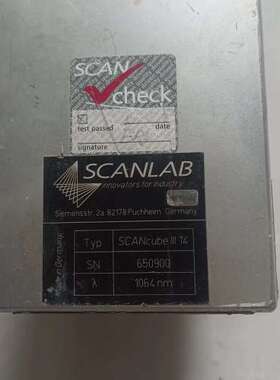 SCAN
check
test passed
date
signature
SCANLAB
Innovators for Industry
Siemensstr. 2a 82178 Puchheim Germany
Typ SCANcube III 14
SN 650900
λ 1064 nm
Made in Germany